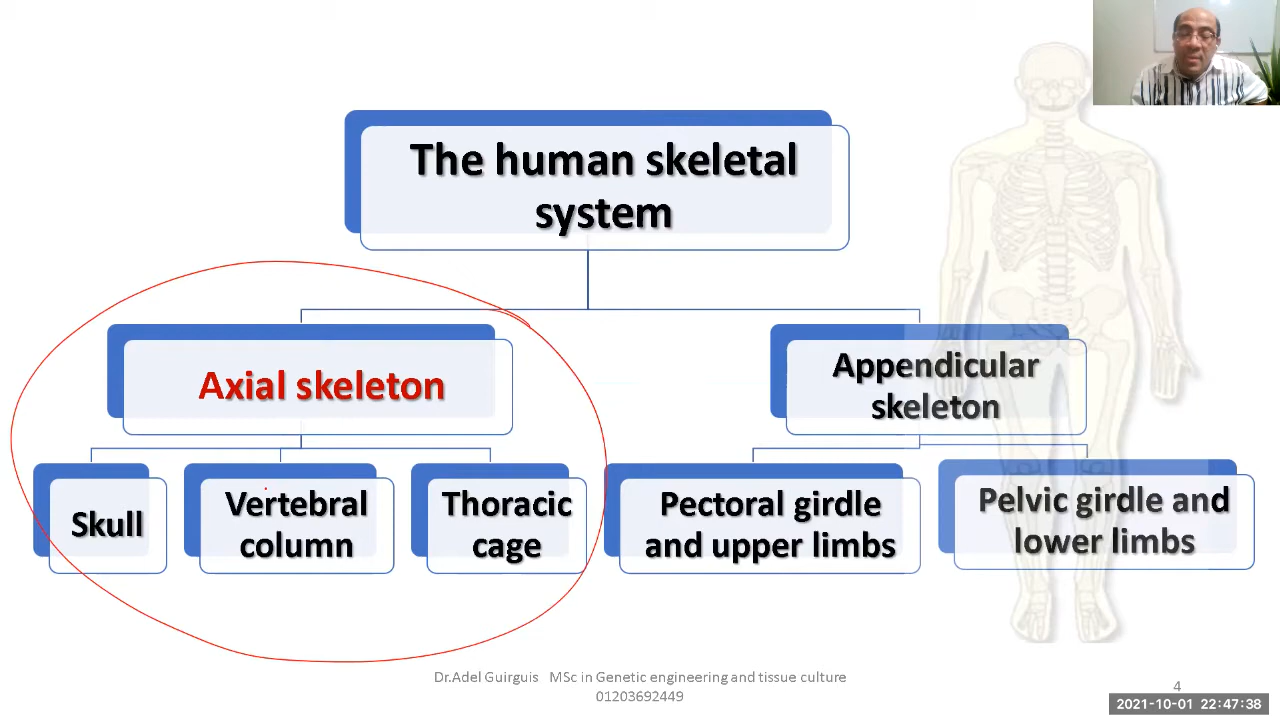 The human skeletal
system
Axial skeleton
Appendicular
skeleton
Skull
Vertebral
column
Thoracic
cage
Pectoral girdle
and upper limbs
Pelvic girdle and
lower limbs
Dr.Adel Guirguis MSc in Genetic engineering and tissue culture
01203692449
4
2021-10-01 22:47:38